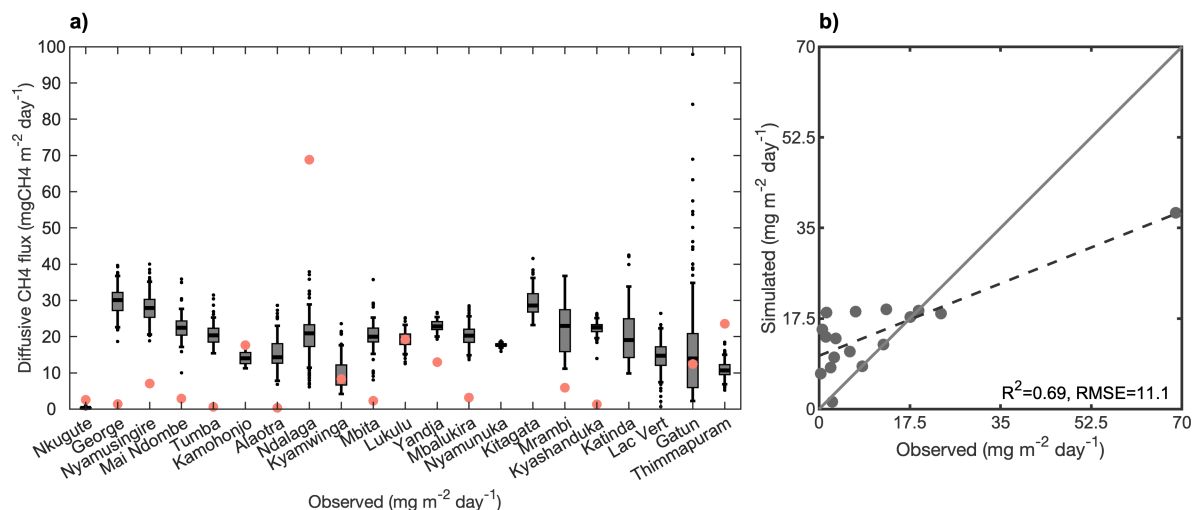 a)
Diffusive CH4 flux (mgCH4 m-2 day-1)
100
90
80
70
60
50
40
30
20
10
0
Nkugute
George
Nyamusingire
Mai Ndombe
Tumba
Kamohonjo
Alaotra
Ndalaga
Kyamwinga
Mbita
Lukulu
Yandja
Mbalukira
Nyamunuka
Kitagata
Mrambi
Kyashanduka
Katinda
Lac Vert
Gatun
Thimmapuram
Observed (mg m-2 day-1)
b)
Simulated (mg m-2 day-1)
70
52.5
35
17.5
0
R2=0.69, RMSE=11.1
0 17.5 35 52.5 70
Observed (mg m-2 day-1)